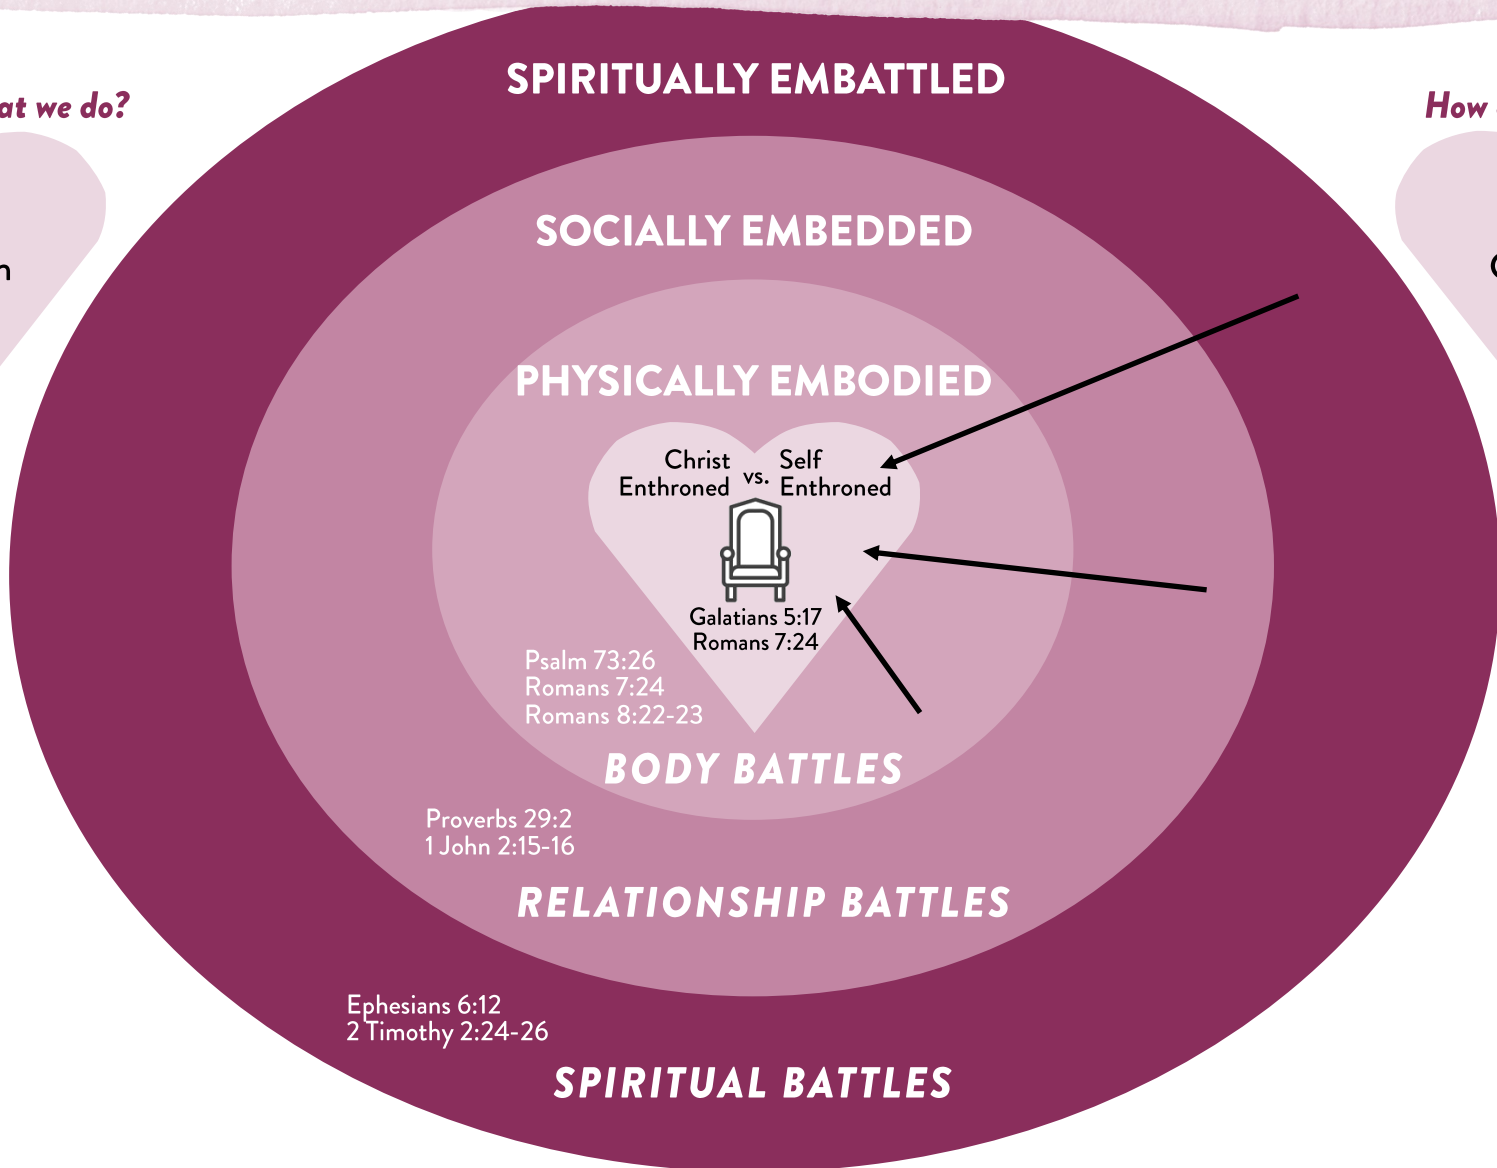 SPIRITUALLY EMBATTLED
at we do?
How
SOCIALLY EMBEDDED
PHYSICALLY EMBODIED
Christ
Enthroned
vs.
Self
Enthroned
Galatians 5:17
Romans 7:24
Psalm 73:26
Romans 7:24
Romans 8:22-23
BODY BATTLES
Proverbs 29:2
1 John 2:15-16
RELATIONSHIP BATTLES
Ephesians 6:12
2 Timothy 2:24-26
SPIRITUAL BATTLES